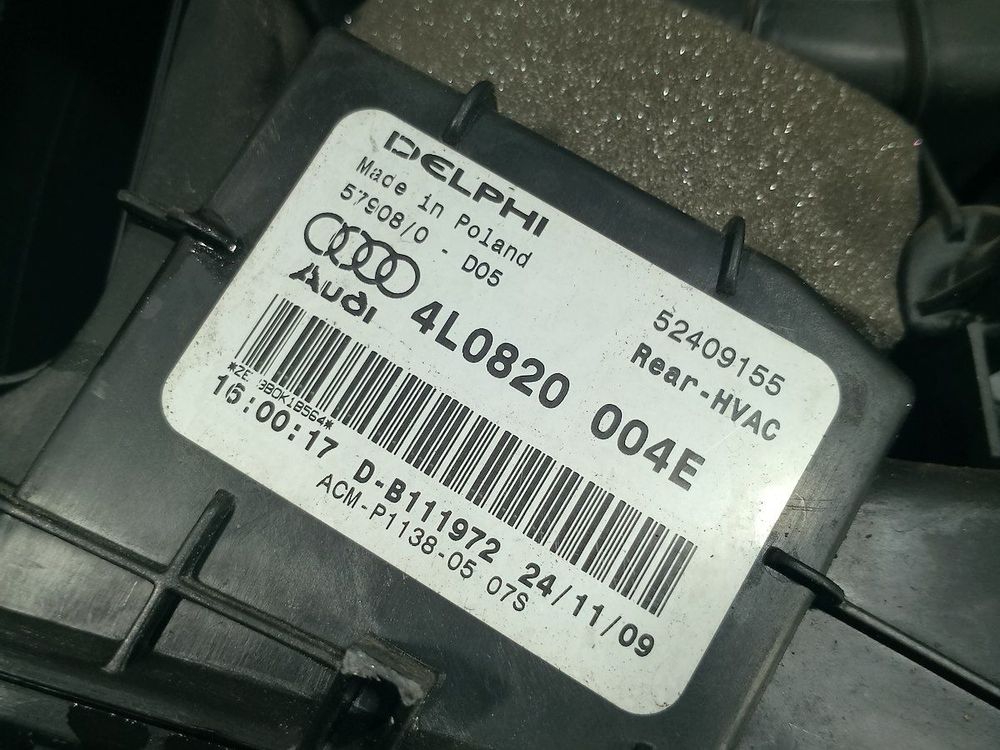 DELPHI
Made in Poland
57908/0 - D05
52409155
Rear-HVAC
Audi 4L0820 004E
16:00:17 D-B111972 24/11/09
ACM-P1138-05 07S